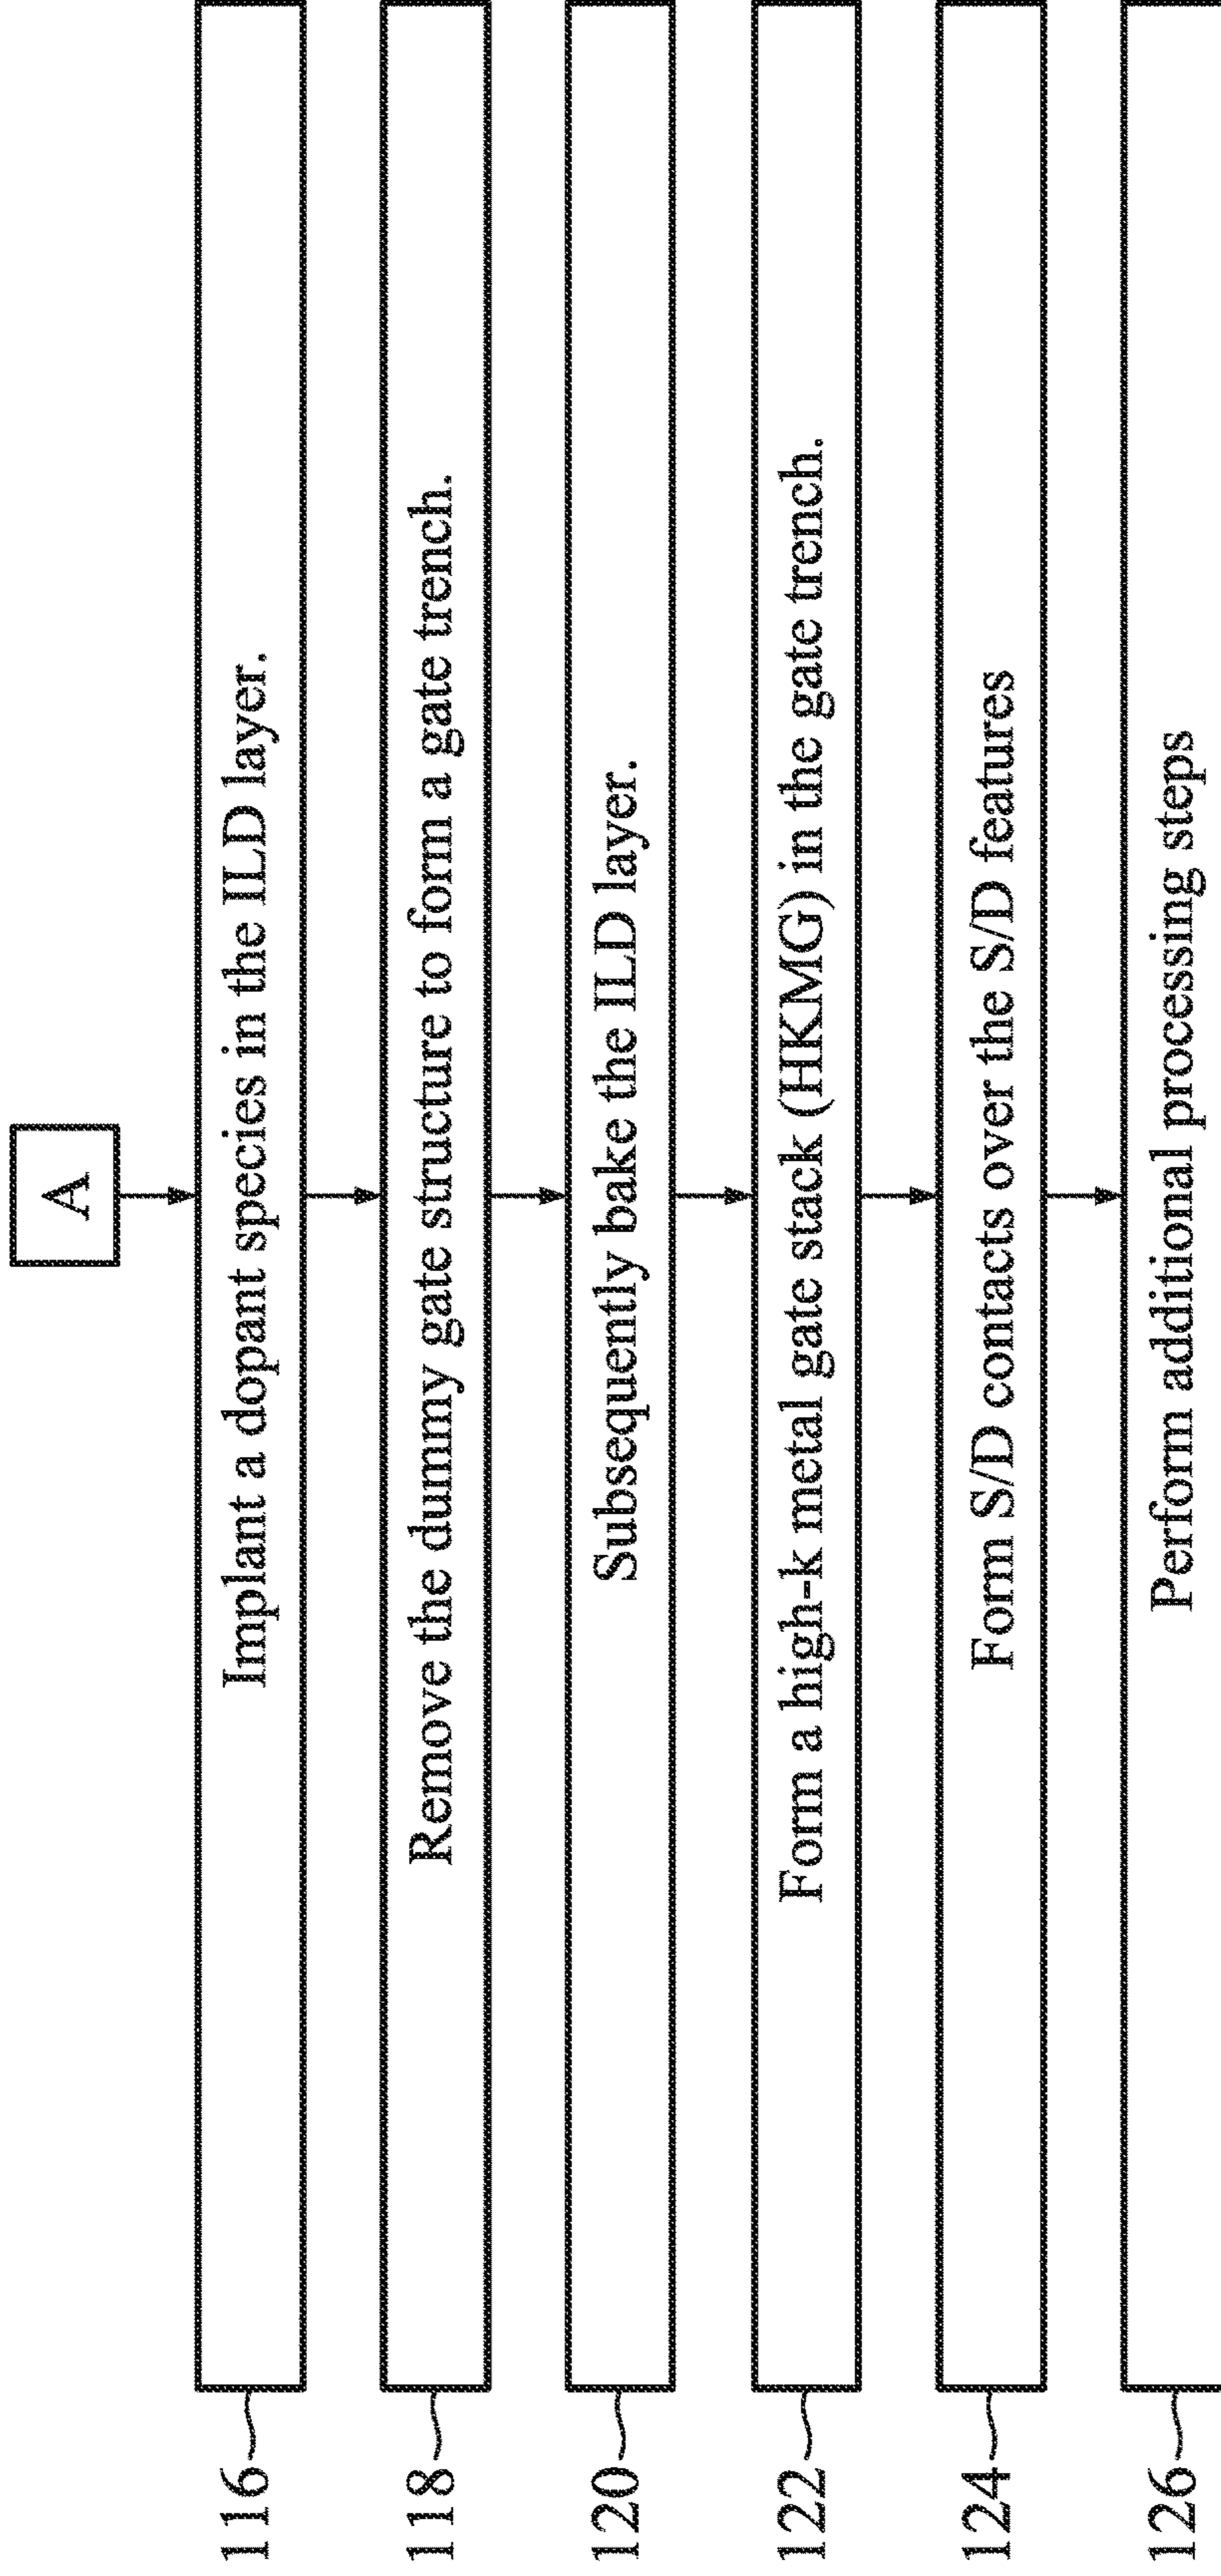 A
116 Implant a dopant species in the ILD layer.
118 Remove the dummy gate structure to form a gate trench.
120 Subsequently bake the ILD layer.
122 Form a high-k metal gate stack (HKMG) in the gate trench.
124 Form S/D contacts over the S/D features
126 Perform additional processing steps